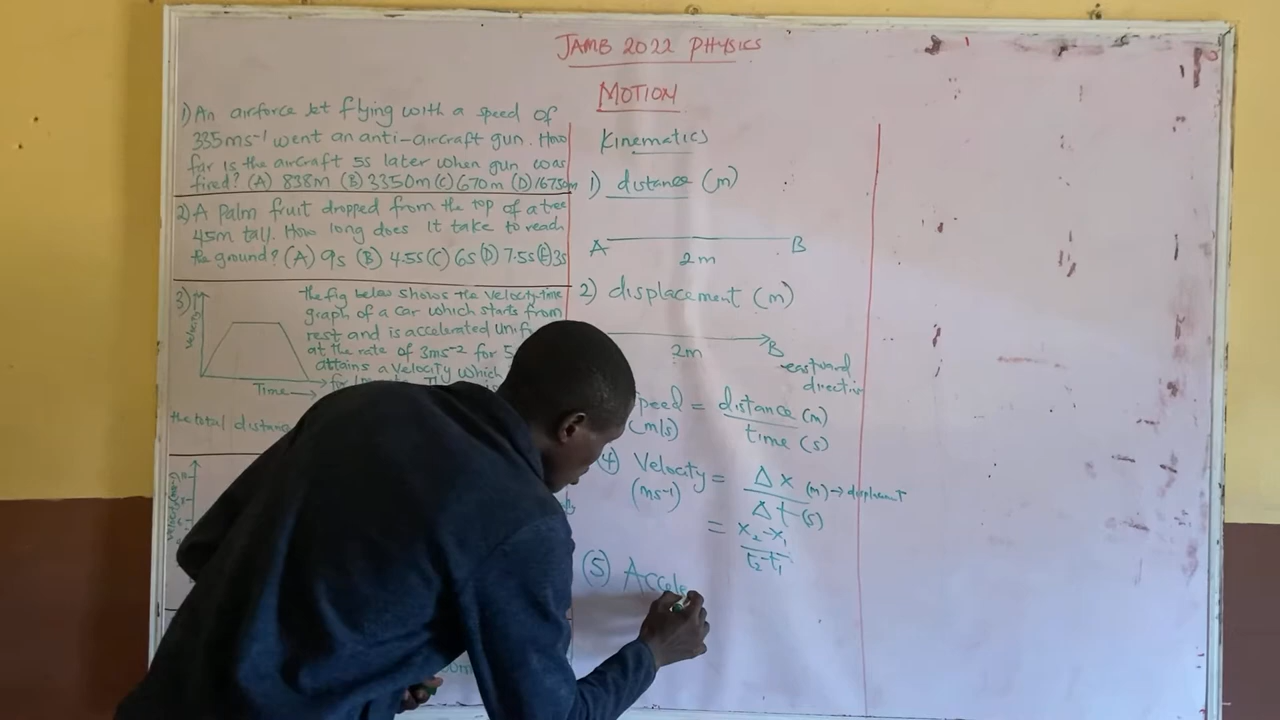 JAMB 2022 PHYSICS
MOTION
1) An airforce Jet flying with a speed of
335ms⁻¹ went an anti-aircraft gun. How
far is the aircraft 5s later when gun was
fired? (A) 838m (B) 3350m (C) 670m (D) 1675m
2) A Palm fruit dropped from the top of a tree
45m tall. How long does it take to reach
the ground? (A) 9s (B) 4.5s (C) 6s (D) 7.5s (E) 3s
3) the fig below shows the velocity-time
graph of a car which starts from
rest and is accelerated
at the rate of 3ms⁻² for
attains a velocity which
for
Velocity
Time
the total distance
Kinematics
1) distance (m)
A B
2m
2) displacement (m)
B
2m
eastward
= distance (m)
(m/s) time (s)
4) Velocity = Δx (m) → displacement
(ms⁻¹) Δt (s)
= x₂-x₁
t₂-t₁
(5) Accele